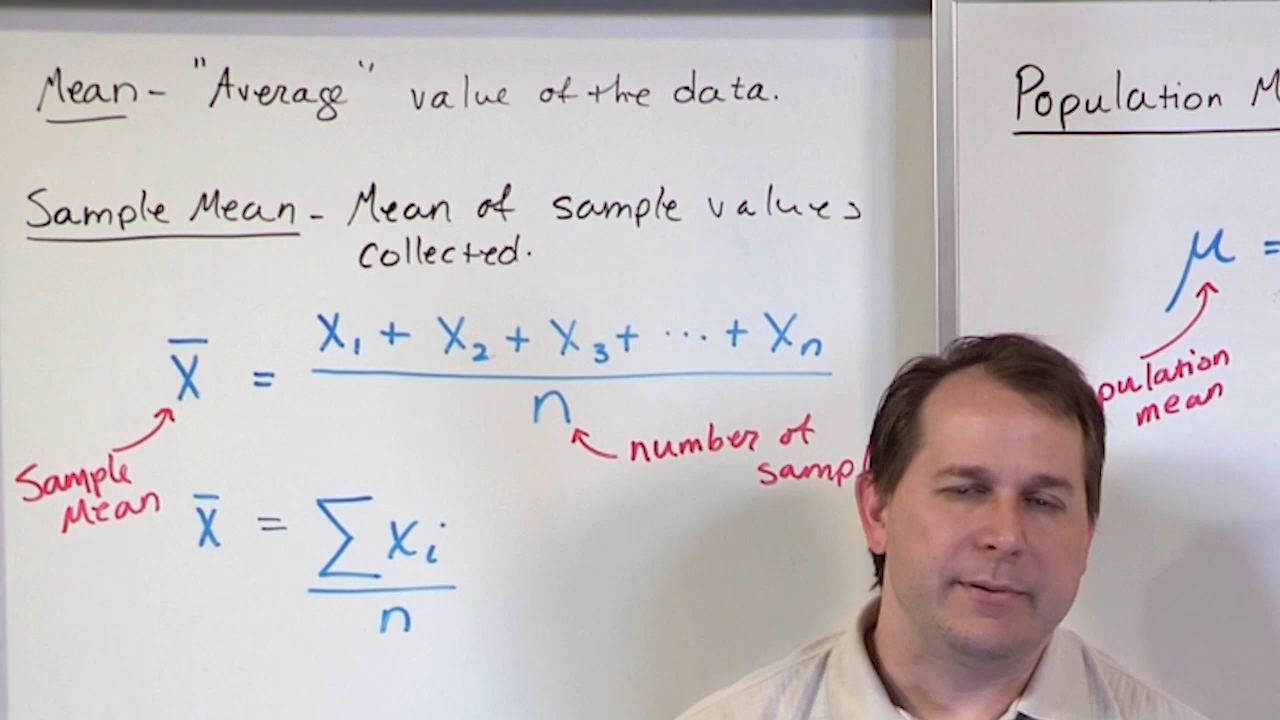 Mean - "Average" value of the data.
Sample Mean - Mean of sample values
collected.
X̄ = X₁ + X₂ + X₃ + ··· + Xₙ
n
number of
Sample
Mean
X̄ = ∑ Xᵢ
n
Population
μ =
mean